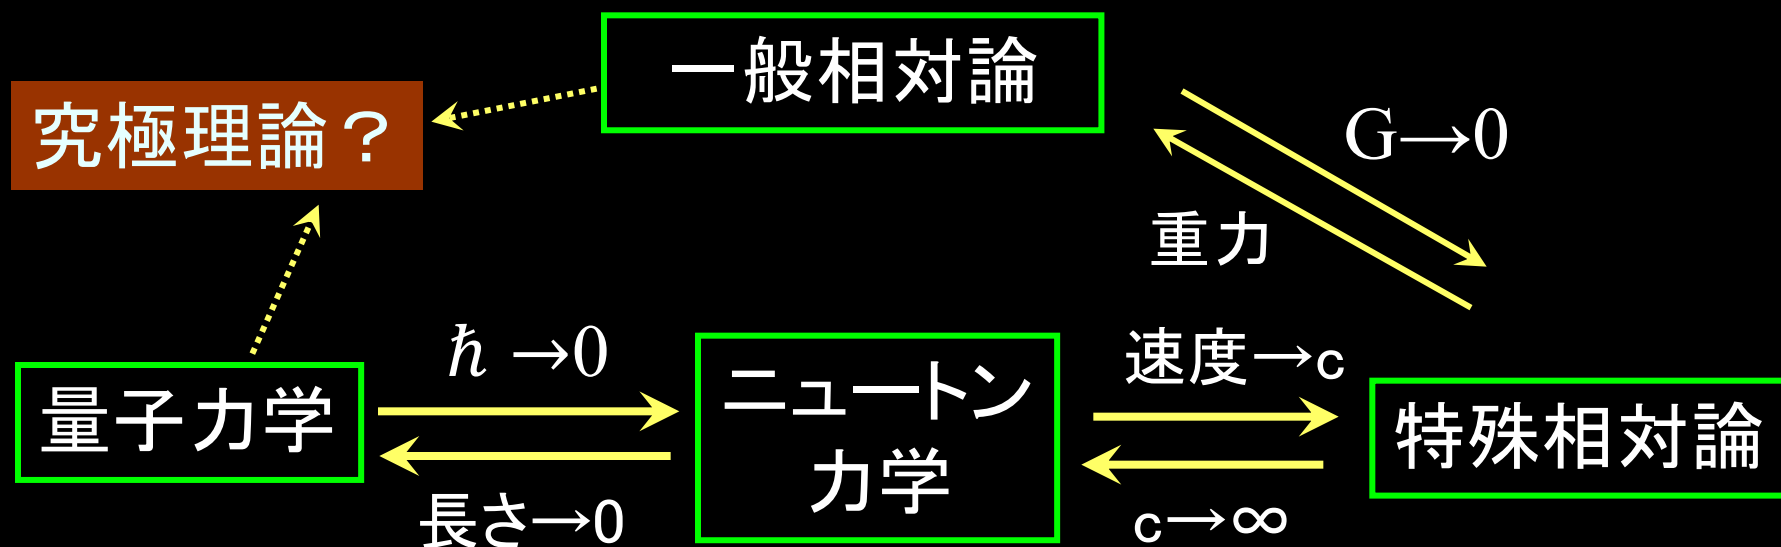 一般相対論
究極理論？
G→0
重力
ℏ →0
速度→c
量子力学
ニュートン
力学
特殊相対論
長さ→0
c→∞